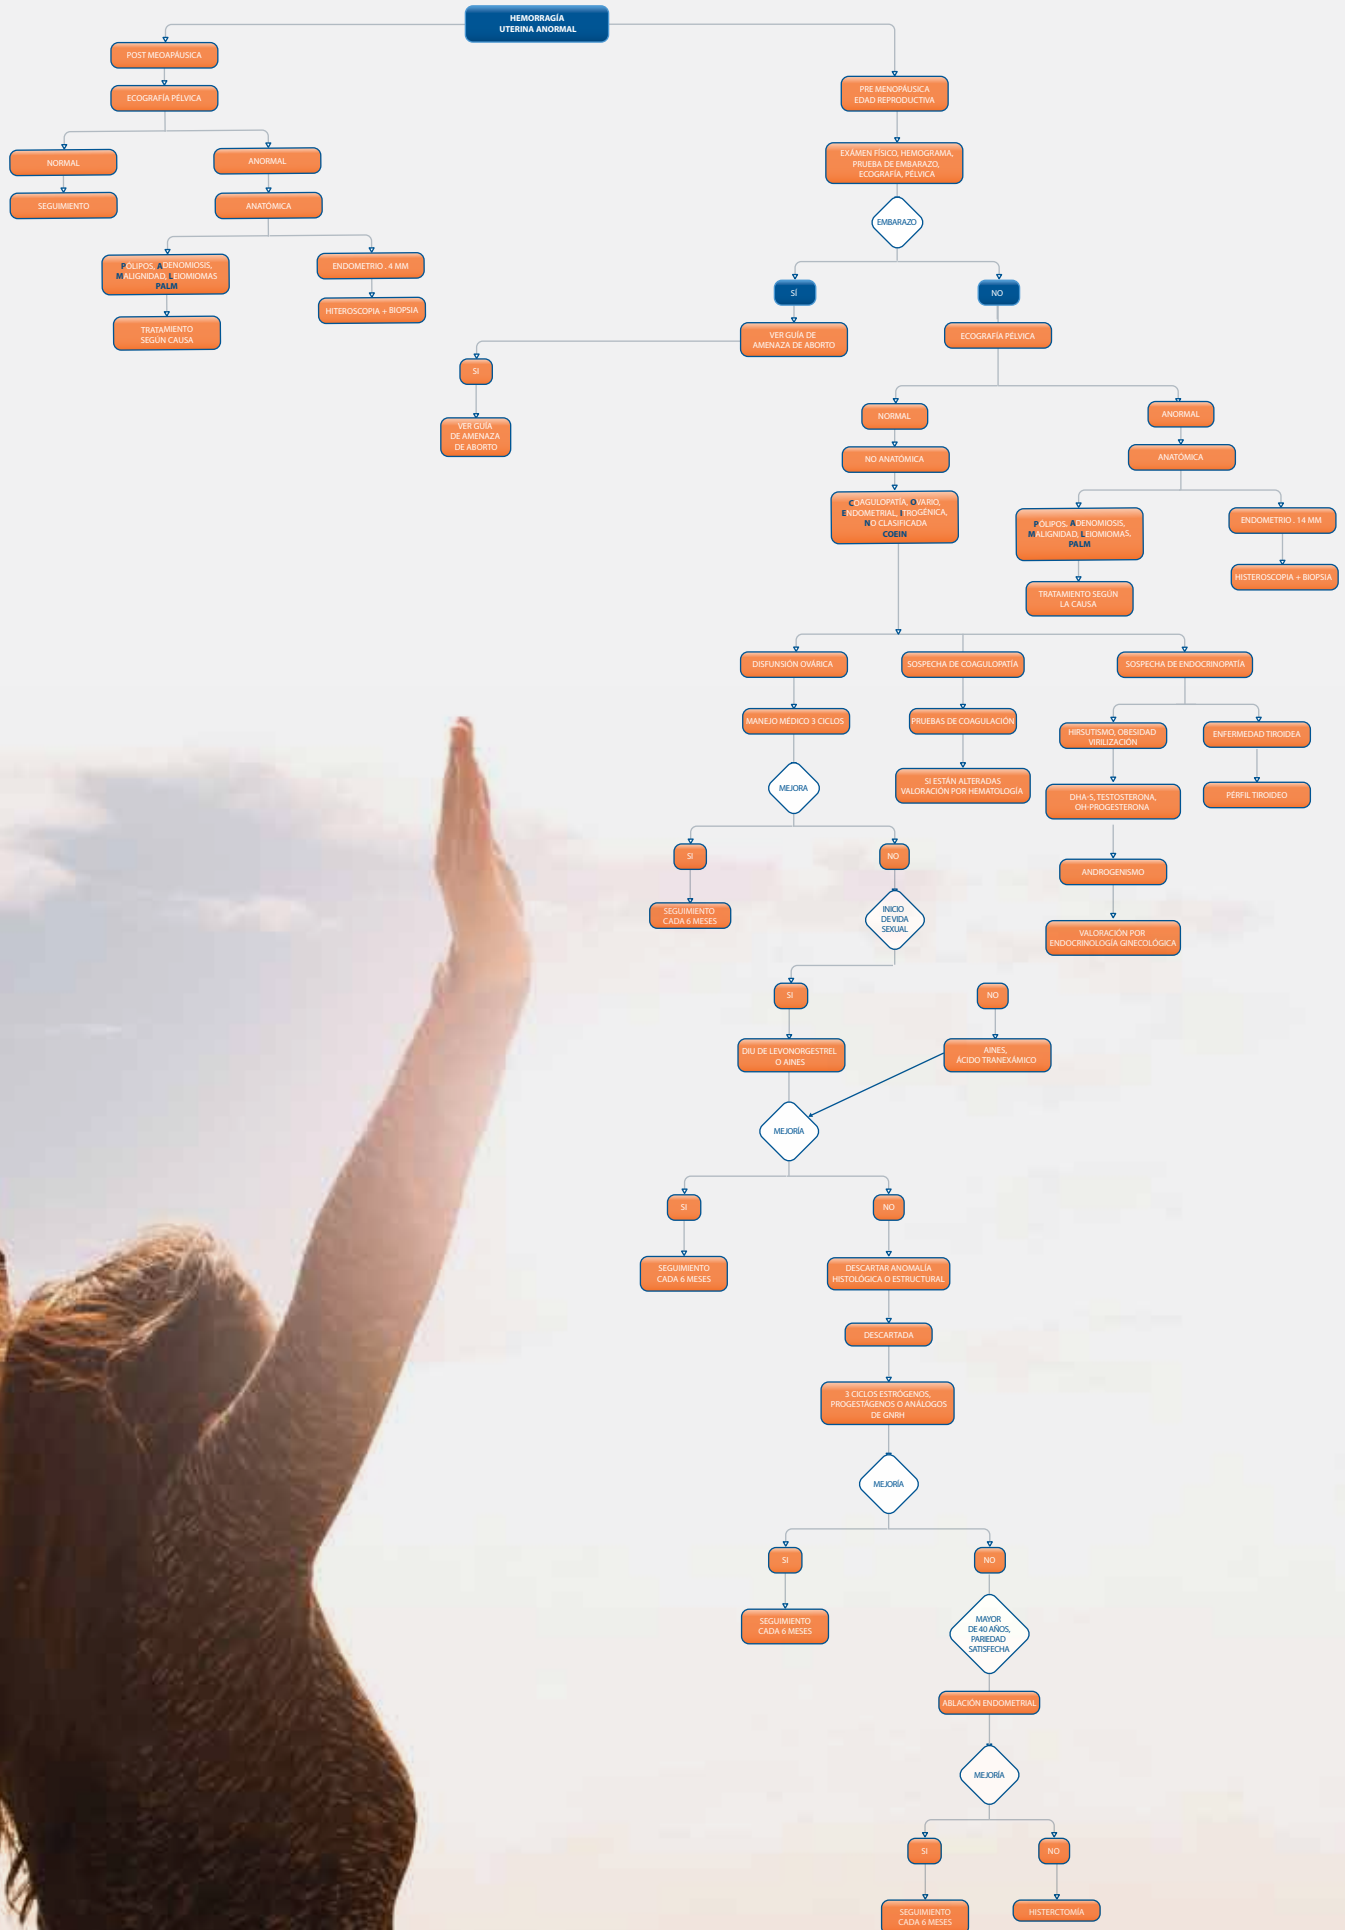 HEMORRAGÍA
UTERINA ANORMAL
POST MEOAPÁUSICA
ECOGRAFÍA PÉLVICA
NORMAL
SEGUIMIENTO
ANORMAL
ANATÓMICA
PÓLIPOS, ADENOMIOSIS,
MALIGNIDAD, LEIOMIOMAS
PALM
TRATAMIENTO
SEGÚN CAUSA
ENDOMETRIO . 4 MM
HITEROSCOPIA + BIOPSIA
PRE MENOPÁUSICA
EDAD REPRODUCTIVA
EXÁMEN FÍSICO, HEMOGRAMA,
PRUEBA DE EMBARAZO,
ECOGRAFÍA, PÉLVICA
EMBARAZO
SÍ
VER GUÍA DE
AMENAZA DE ABORTO
SI
VER GUÍA
DE AMENAZA
DE ABORTO
NO
ECOGRAFÍA PÉLVICA
NORMAL
NO ANATÓMICA
COAGULOPATÍA, OVARIO,
ENDOMETRIAL. ITROGÉNICA,
NO CLASIFICADA
COEIN
ANORMAL
ANATÓMICA
PÓLIPOS. ADENOMIOSIS,
MALIGNIDAD, LEIOMIOMAS,
PALM
TRATAMIENTO SEGÚN
LA CAUSA
ENDOMETRIO . 14 MM
HISTEROSCOPIA + BIOPSIA
DISFUNSIÓN OVÁRICA
MANEJO MÉDICO 3 CICLOS
MEJORA
SI
SEGUIMIENTO
CADA 6 MESES
NO
INICIO
DE VIDA
SEXUAL
SOSPECHA DE COAGULOPATÍA
PRUEBAS DE COAGULACIÓN
SI ESTÁN ALTERADAS
VALORACIÓN POR HEMATOLOGÍA
SOSPECHA DE ENDOCRINOPATÍA
HIRSUTISMO, OBESIDAD
VIRILIZACIÓN
DHA-S, TESTOSTERONA,
OH-PROGESTERONA
ANDROGENISMO
VALORACIÓN POR
ENDOCRINOLOGÍA GINECOLÓGICA
ENFERMEDAD TIROIDEA
PÉRFIL TIROIDEO
SI
DIU DE LEVONORGESTREL
O AINES
NO
AINES,
ÁCIDO TRANEXÁMICO
MEJORÍA
SI
SEGUIMIENTO
CADA 6 MESES
NO
DESCARTAR ANOMALÍA
HISTOLÓGICA O ESTRUCTURAL
DESCARTADA
3 CICLOS ESTRÓGENOS,
PROGESTÁGENOS O ANÁLOGOS
DE GNRH
MEJORÍA
SI
SEGUIMIENTO
CADA 6 MESES
NO
MAYOR
DE 40 AÑOS,
PARIEDAD
SATISFECHA
ABLACIÓN ENDOMETRIAL
MEJORÍA
SI
SEGUIMIENTO
CADA 6 MESES
NO
HISTERCTOMÍA